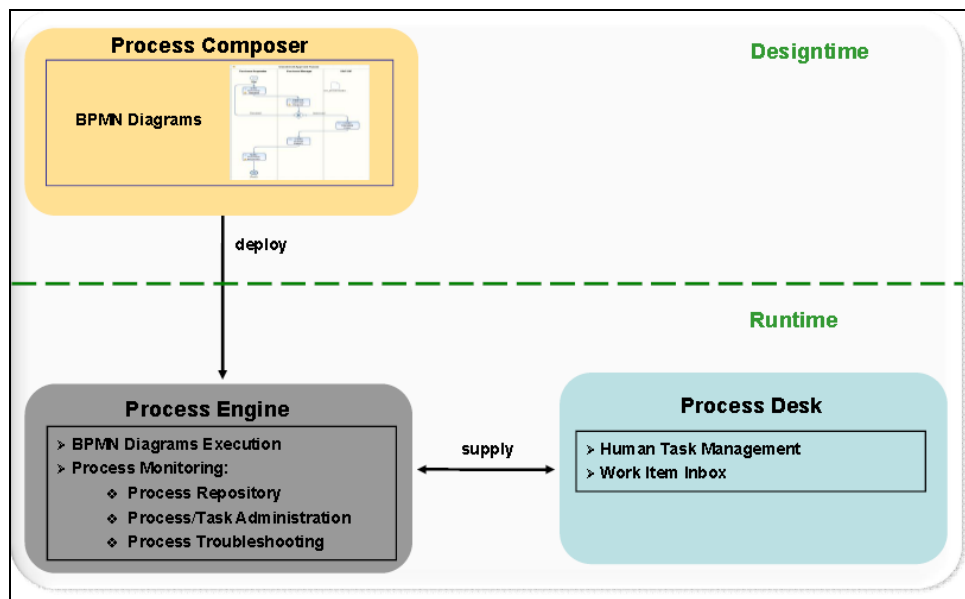 Process Composer
Designtime
BPMN Diagrams
deploy
Runtime
Process Engine
➢ BPMN Diagrams Execution
➢ Process Monitoring:
❖ Process Repository
❖ Process/Task Administration
❖ Process Troubleshooting
supply
Process Desk
➢ Human Task Management
➢ Work Item Inbox